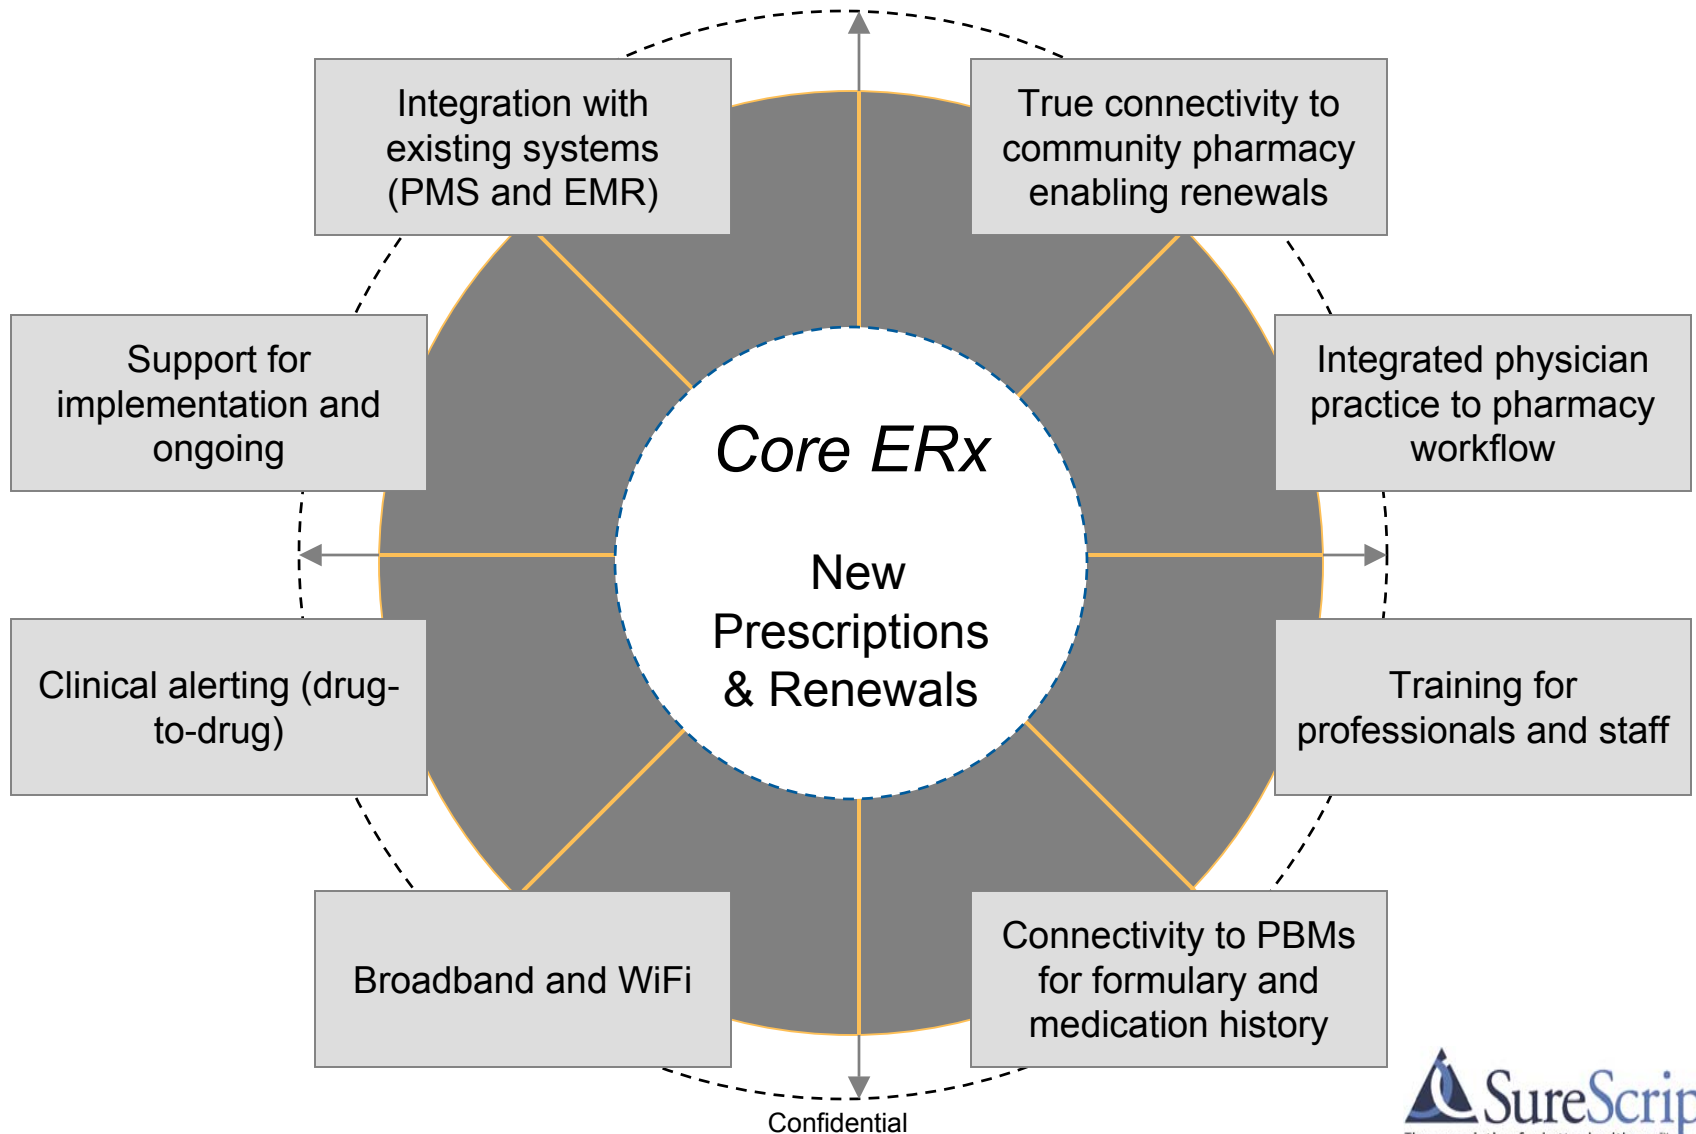 Integration with
existing systems
(PMS and EMR)
True connectivity to
community pharmacy
enabling renewals
Support for
implementation and
ongoing
Integrated physician
practice to pharmacy
workflow
Core ERx
New
Prescriptions
& Renewals
Clinical alerting (drug-
to-drug)
Training for
professionals and staff
Broadband and WiFi
Connectivity to PBMs
for formulary and
medication history
Confidential
SureScrip